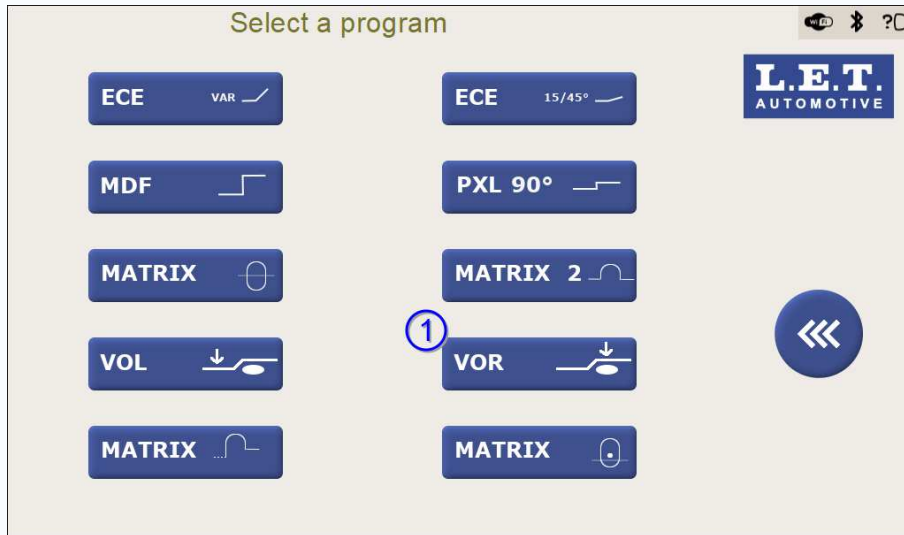 Select a program
WiFi ?
L.E.T.
AUTOMOTIVE
ECE VAR
ECE 15/45°
MDF
PXL 90°
MATRIX
MATRIX 2
1
VOL
VOR
MATRIX
MATRIX